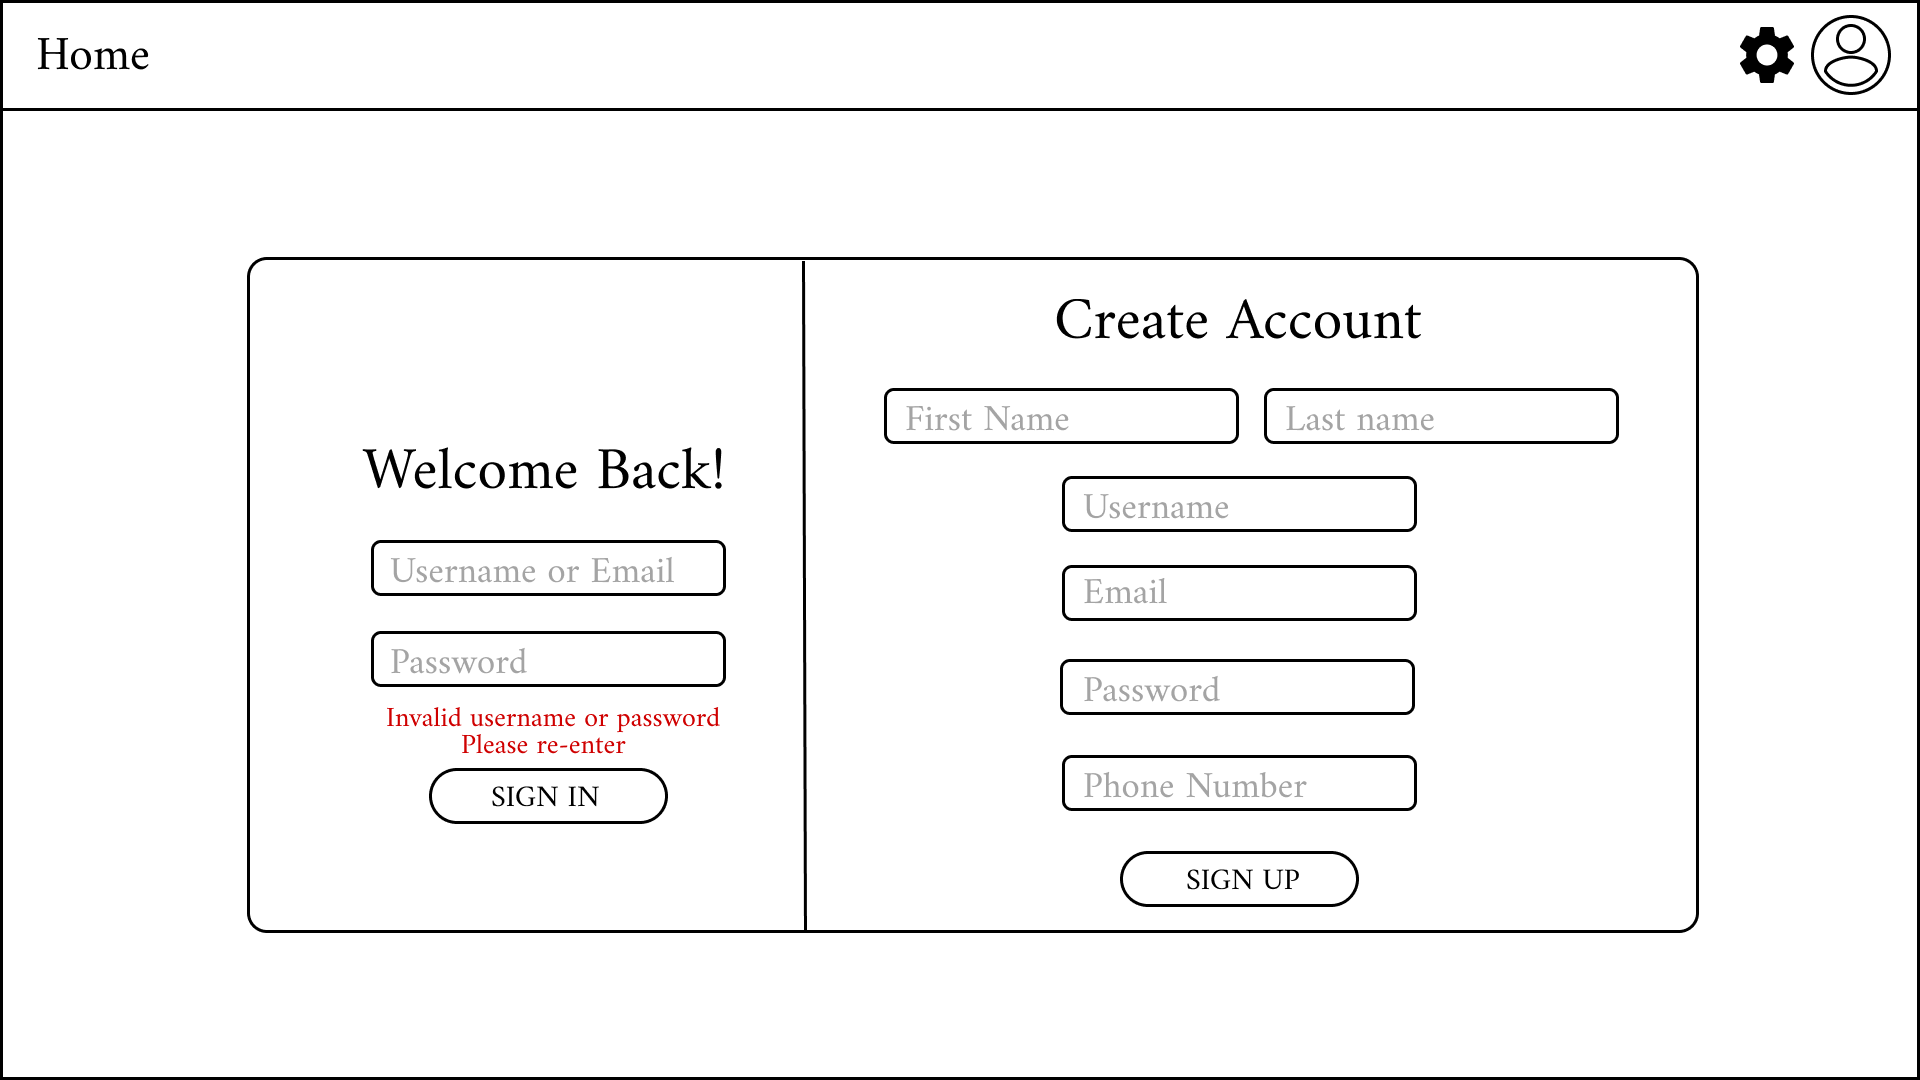 Home
Welcome Back!
Username or Email
Password
Invalid username or password
Please re-enter
SIGN IN
Create Account
First Name
Last name
Username
Email
Password
Phone Number
SIGN UP